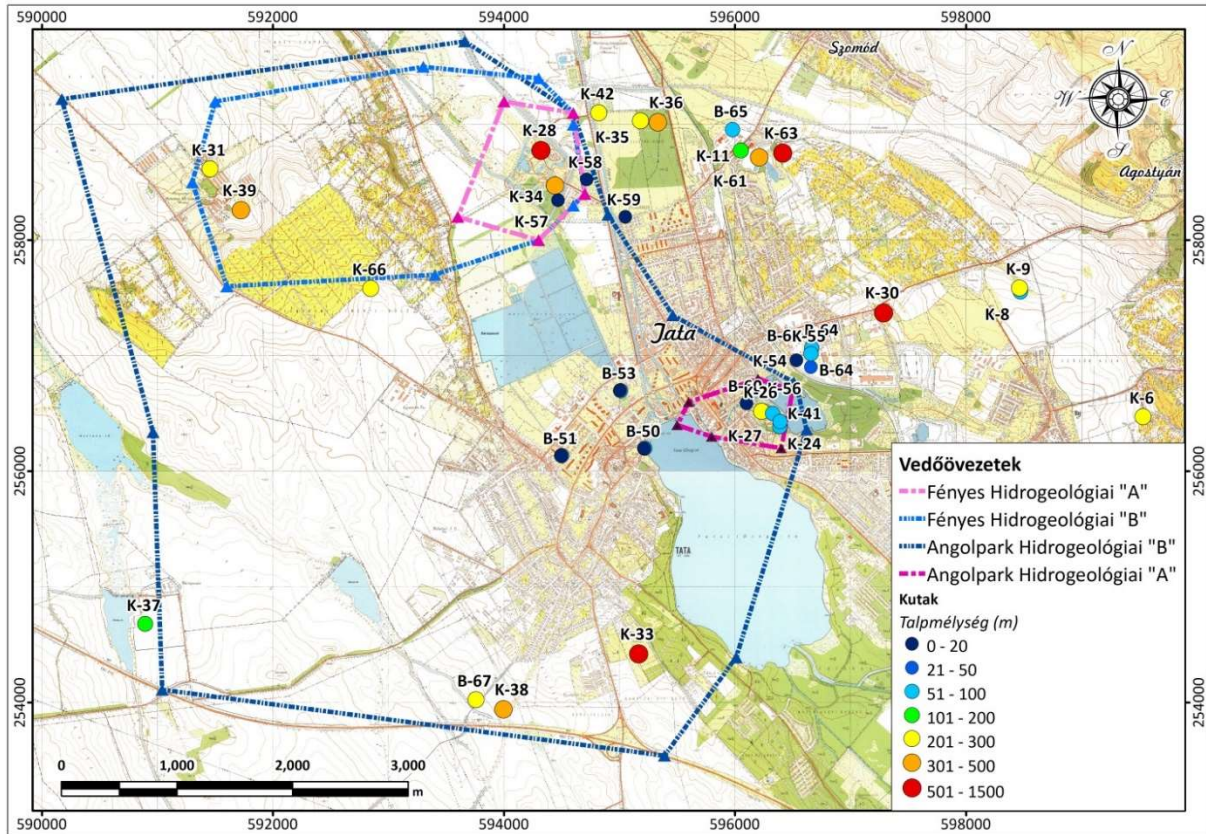 590000
592000
594000
596000
598000
258000
256000
254000
258000
256000
254000
Szomód
N
W
E
S
Agostyán
K-42
K-36
K-35
B-65
K-63
K-11
K-61
K-28
K-58
K-31
K-39
K-34
K-59
K-57
K-66
K-9
K-8
K-30
Tata
K-55
K-54
B-64
B-53
K-26
K-41
K-6
K-27
K-24
B-51
B-50
TATA
K-37
K-33
B-67
K-38
Vedőövezetek
Fényes Hidrogeológiai "A"
Fényes Hidrogeológiai "B"
Angolpark Hidrogeológiai "B"
Angolpark Hidrogeológiai "A"
Kutak
Talpmélység (m)
0 - 20
21 - 50
51 - 100
101 - 200
201 - 300
301 - 500
501 - 1500
0
1,000
2,000
3,000
m
590000
592000
594000
596000
598000